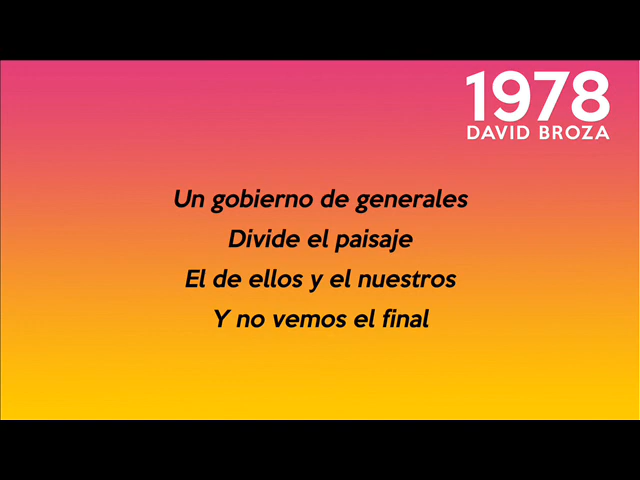 1978
DAVID BROZA
Un gobierno de generales
Divide el paisaje
El de ellos y el nuestros
Y no vemos el final